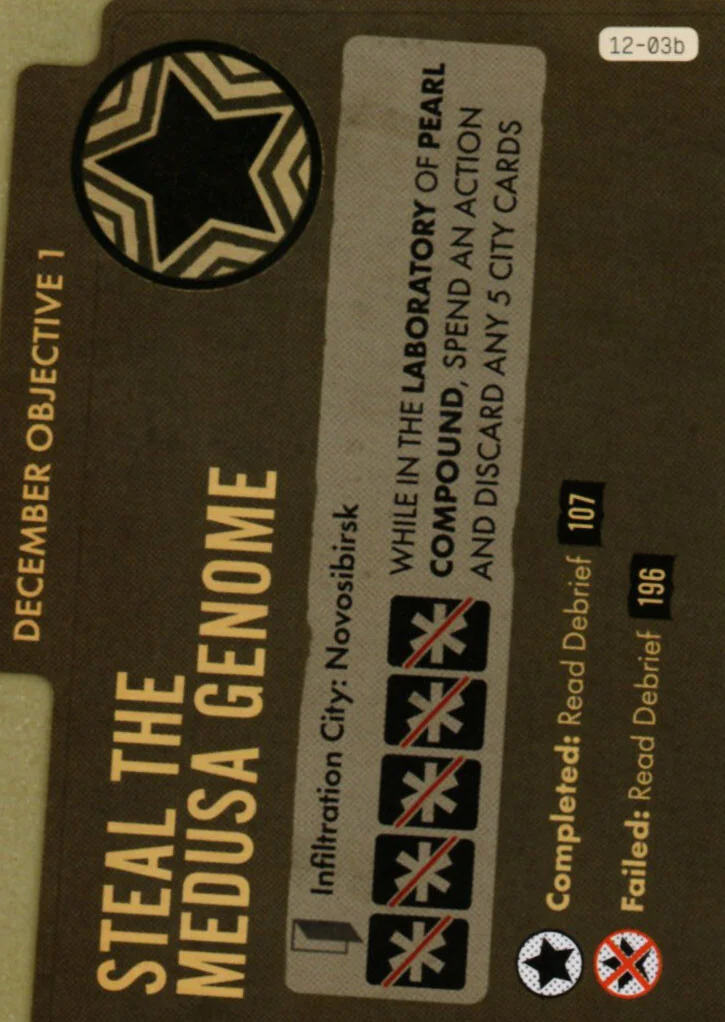 DECEMBER OBJECTIVE 1
STEAL THE
MEDUSA GENOME
Infiltration City: Novosibirsk
WHILE IN THE LABORATORY OF PEARL
COMPOUND, SPEND AN ACTION
AND DISCARD ANY 5 CITY CARDS
Completed: Read Debrief 107
Failed: Read Debrief 196
12-03b